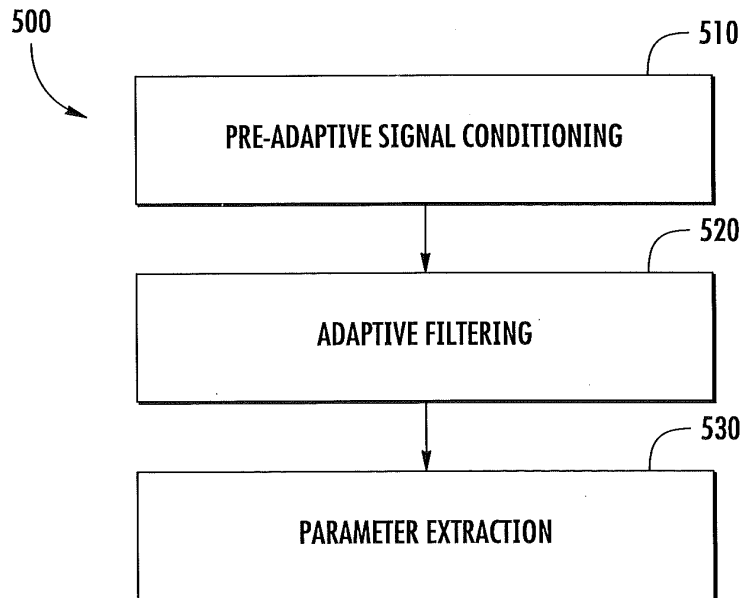 500
510
PRE-ADAPTIVE SIGNAL CONDITIONING
520
ADAPTIVE FILTERING
530
PARAMETER EXTRACTION